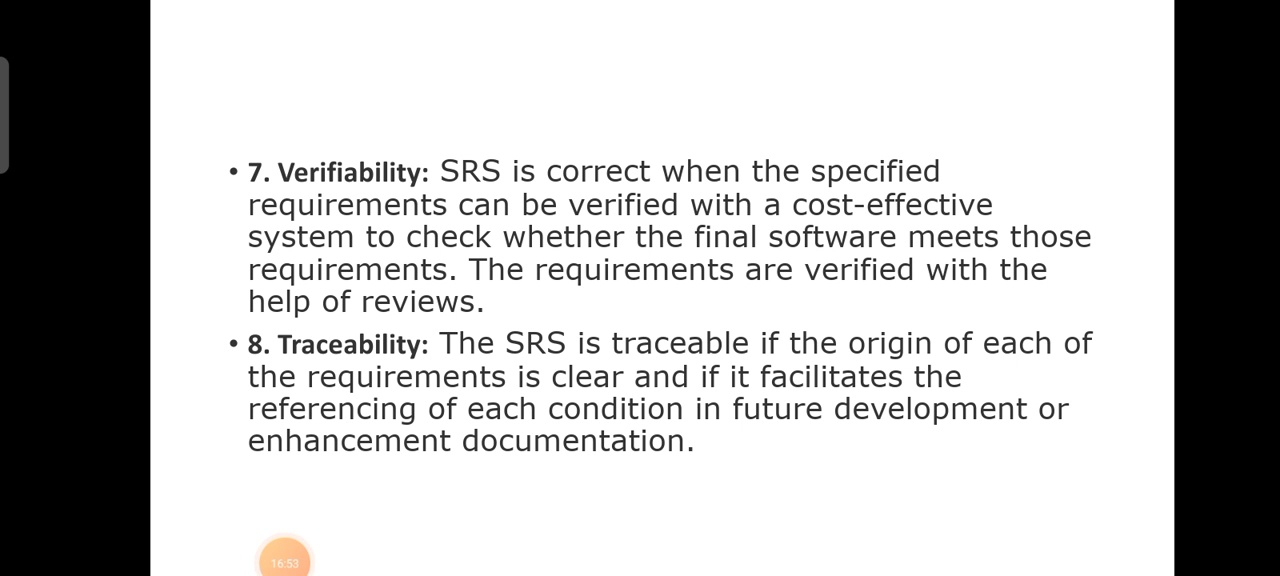 • 7. Verifiability: SRS is correct when the specified
requirements can be verified with a cost-effective
system to check whether the final software meets those
requirements. The requirements are verified with the
help of reviews.
• 8. Traceability: The SRS is traceable if the origin of each of
the requirements is clear and if it facilitates the
referencing of each condition in future development or
enhancement documentation.
16:53